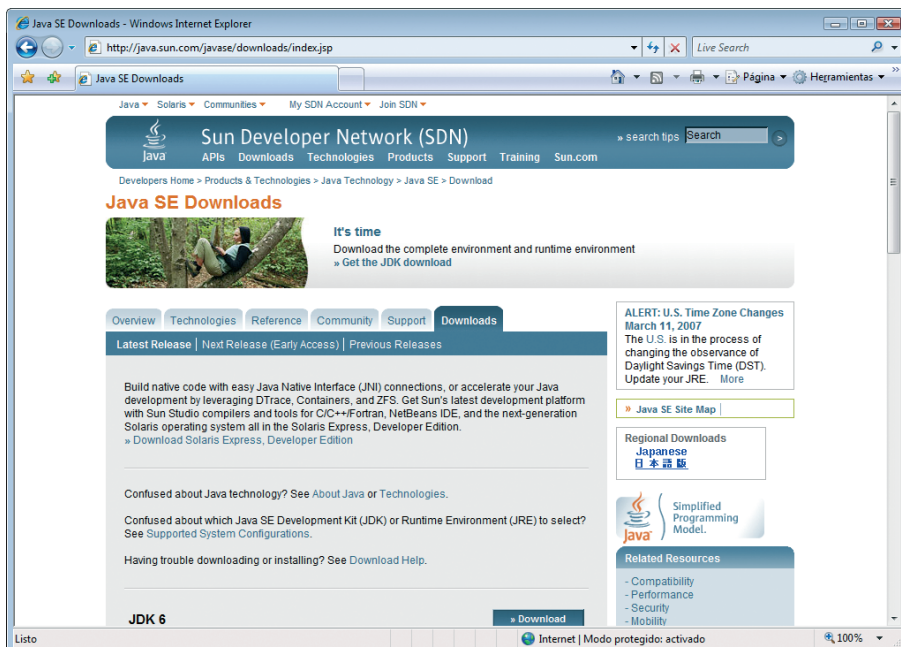 Java SE Downloads - Windows Internet Explorer
http://java.sun.com/javase/downloads/index.jsp
Live Search
Java SE Downloads
Página
Herramientas
Java Solaris Communities My SDN Account Join SDN
Java
Sun Developer Network (SDN)
» search tips Search
APIs Downloads Technologies Products Support Training Sun.com
Developers Home > Products & Technologies > Java Technology > Java SE > Download
Java SE Downloads
It's time
Download the complete environment and runtime environment
» Get the JDK download
Overview Technologies Reference Community Support Downloads
Latest Release | Next Release (Early Access) | Previous Releases
Build native code with easy Java Native Interface (JNI) connections, or accelerate your Java
development by leveraging DTrace, Containers, and ZFS. Get Sun's latest development platform
with Sun Studio compilers and tools for C/C++/Fortran, NetBeans IDE, and the next-generation
Solaris operating system all in the Solaris Express, Developer Edition.
» Download Solaris Express, Developer Edition
Confused about Java technology? See About Java or Technologies.
Confused about which Java SE Development Kit (JDK) or Runtime Environment (JRE) to select?
See Supported System Configurations.
Having trouble downloading or installing? See Download Help.
JDK 6
» Download
ALERT: U.S. Time Zone Changes
March 11, 2007
The U.S. is in the process of
changing the observance of
Daylight Savings Time (DST).
Update your JRE. More
» Java SE Site Map
Regional Downloads
Japanese
日本語版
Java
Simplified
Programming
Model.
Related Resources
- Compatibility
- Performance
- Security
- Mobility
Listo
Internet | Modo protegido: activado
100%